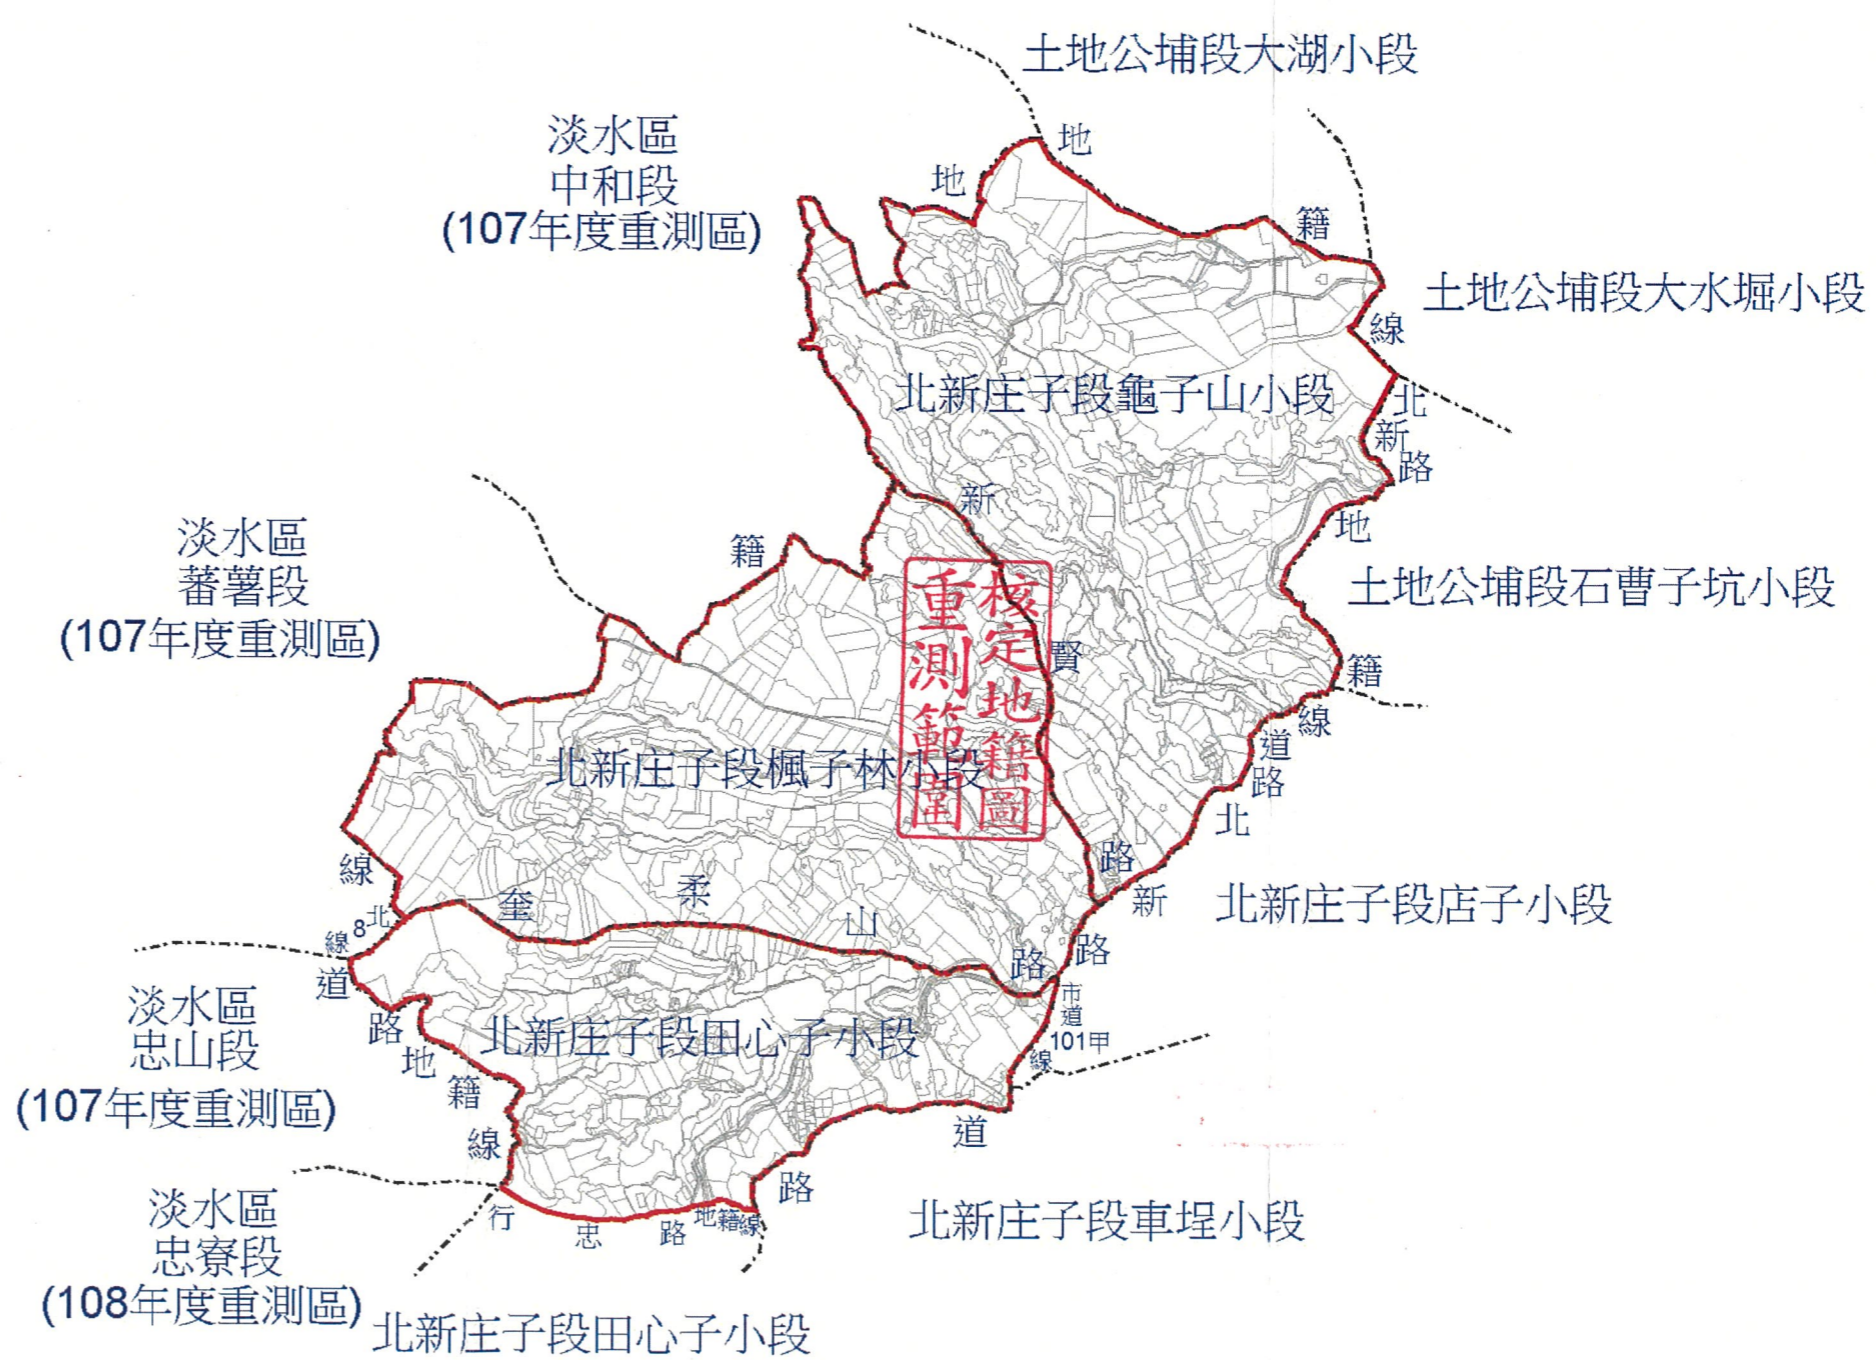 土地公埔段大湖小段
淡水區
中和段
(107年度重測區)
地
地
籍
線
土地公埔段大水堀小段
北新庄子段龜子山小段
北新路
地
籍
線
土地公埔段石曹子坑小段
淡水區
蕃薯段
(107年度重測區)
籍
新
賢
路
核定地籍圖
重測範圍
道路
北
新
路
北新庄子段楓子林小段
北新庄子段店子小段
線
奎
柔
山
路
北8線
道
路
地
籍
線
淡水區
忠山段
(107年度重測區)
北新庄子段田心子小段
市道101甲線
道
路
淡水區
忠寮段
(108年度重測區)
行
忠
路
地籍線
北新庄子段車埕小段
北新庄子段田心子小段